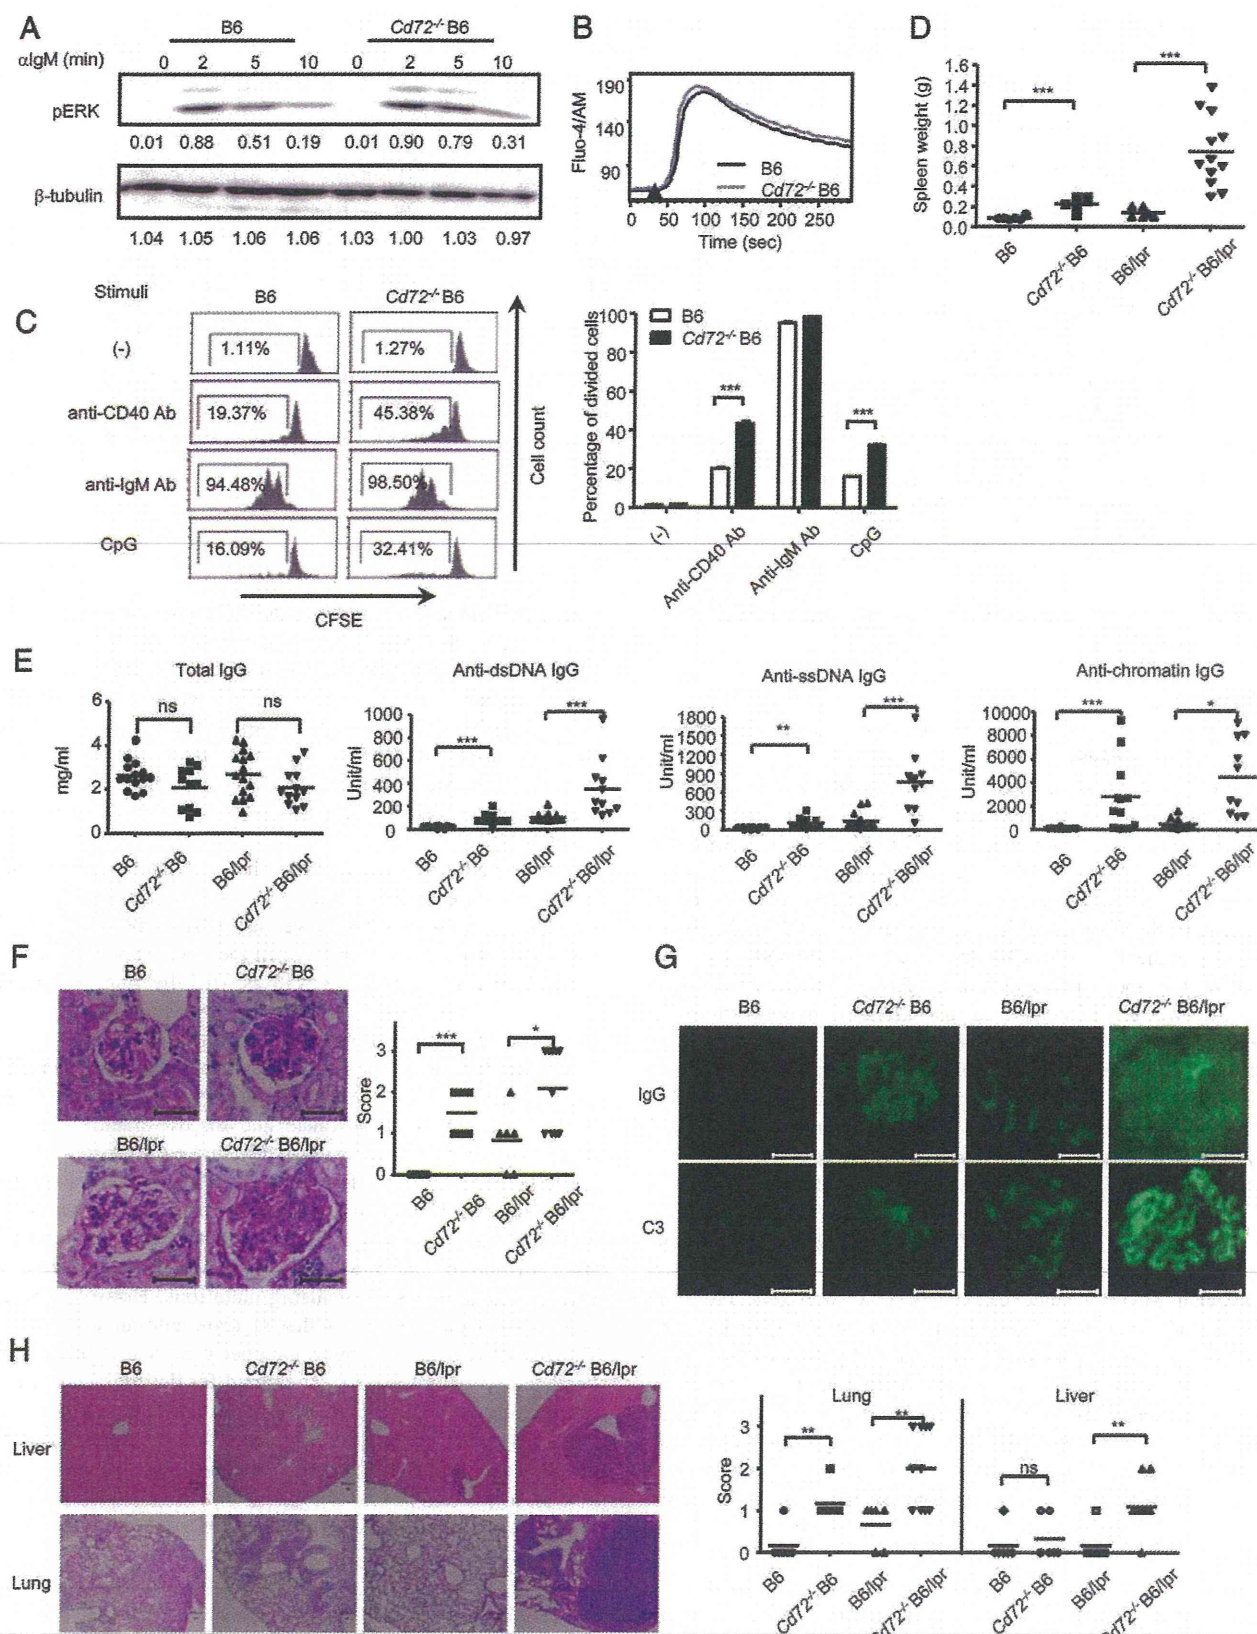 A
B6
Cd72-/- B6
αIgM (min)
0 2 5 10 0 2 5 10
pERK
0.01 0.88 0.51 0.19 0.01 0.90 0.79 0.31
β-tubulin
1.04 1.05 1.06 1.06 1.03 1.00 1.03 0.97
B
Fluo-4/AM
190
140
90
B6
Cd72-/- B6
0 50 100 150 200 250
Time (sec)
D
Spleen weight (g)
1.6
1.4
1.2
1.0
0.8
0.6
0.4
0.2
0.0
***
***
B6
Cd72-/- B6
B6/lpr
Cd72-/- B6/lpr
C
Stimuli
B6
Cd72-/- B6
(-)
1.11%
1.27%
anti-CD40 Ab
19.37%
45.38%
anti-IgM Ab
94.48%
98.50%
CpG
16.09%
32.41%
CFSE
Cell count
Percentage of divided cells
100
80
60
40
20
0
B6
Cd72-/- B6
***
***
(-)
Anti-CD40 Ab
Anti-IgM Ab
CpG
E
Total IgG
mg/ml
6
4
2
0
ns
ns
B6
Cd72-/- B6
B6/lpr
Cd72-/- B6/lpr
Anti-dsDNA IgG
Unit/ml
1000
800
600
400
200
0
***
***
B6
Cd72-/- B6
B6/lpr
Cd72-/- B6/lpr
Anti-ssDNA IgG
Unit/ml
1800
1500
1200
900
600
300
0
**
***
B6
Cd72-/- B6
B6/lpr
Cd72-/- B6/lpr
Anti-chromatin IgG
Unit/ml
10000
8000
6000
4000
2000
0
***
*
B6
Cd72-/- B6
B6/lpr
Cd72-/- B6/lpr
F
B6
Cd72-/- B6
B6/lpr
Cd72-/- B6/lpr
Score
3
2
1
0
***
*
B6
Cd72-/- B6
B6/lpr
Cd72-/- B6/lpr
G
B6
Cd72-/- B6
B6/lpr
Cd72-/- B6/lpr
IgG
C3
H
B6
Cd72-/- B6
B6/lpr
Cd72-/- B6/lpr
Liver
Lung
Lung
Liver
Score
3
2
1
0
**
**
ns
**
B6
Cd72-/- B6
B6/lpr
Cd72-/- B6/lpr
B6
Cd72-/- B6
B6/lpr
Cd72-/- B6/lpr